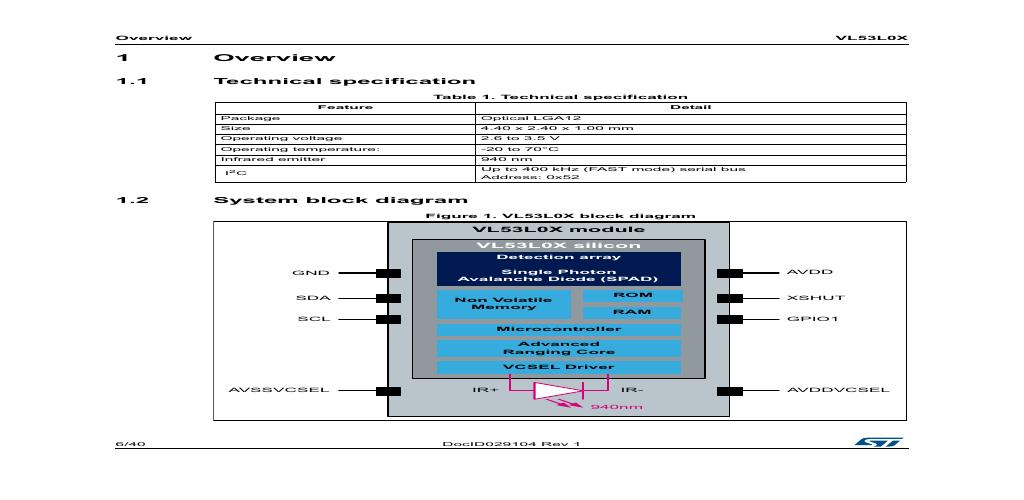 Overview VL53L0X
1 Overview
1.1 Technical specification
Table 1. Technical specification
Feature Detail
Package Optical LGA12
Size 4.40 x 2.40 x 1.00 mm
Operating voltage 2.6 to 3.5 V
Operating temperature: -20 to 70°C
Infrared emitter 940 nm
I²C Up to 400 kHz (FAST mode) serial bus
Address: 0x52
1.2 System block diagram
Figure 1. VL53L0X block diagram
VL53L0X module
VL53L0X silicon
Detection array
Single Photon
Avalanche Diode (SPAD)
Non Volatile
Memory
ROM
RAM
Microcontroller
Advanced
Ranging Core
VCSEL Driver
IR+ IR-
940nm
GND
SDA
SCL
AVSSVCSEL
AVDD
XSHUT
GPIO1
AVDDVCSEL
6/40 DocID029104 Rev 1 ST